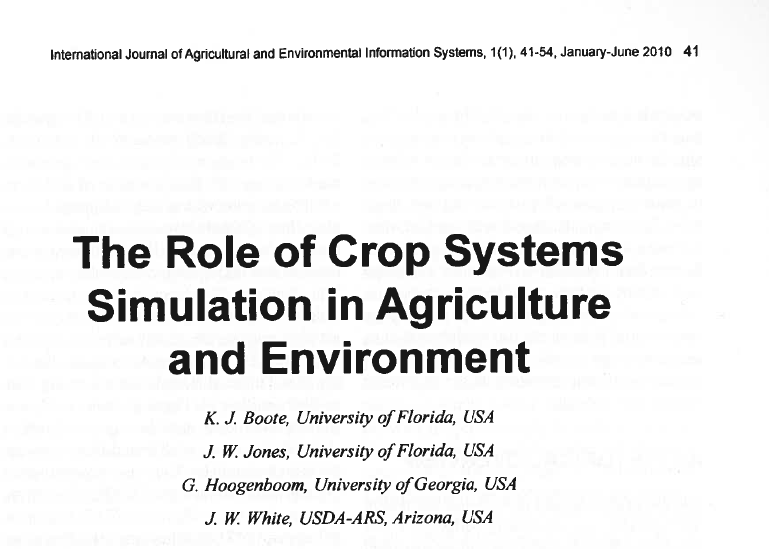 International Journal of Agricultural and Environmental Information Systems, 1(1), 41-54, January-June 2010 41
The Role of Crop Systems
Simulation in Agriculture
and Environment
K. J. Boote, University of Florida, USA
J. W. Jones, University of Florida, USA
G. Hoogenboom, University of Georgia, USA
J. W. White, USDA-ARS, Arizona, USA